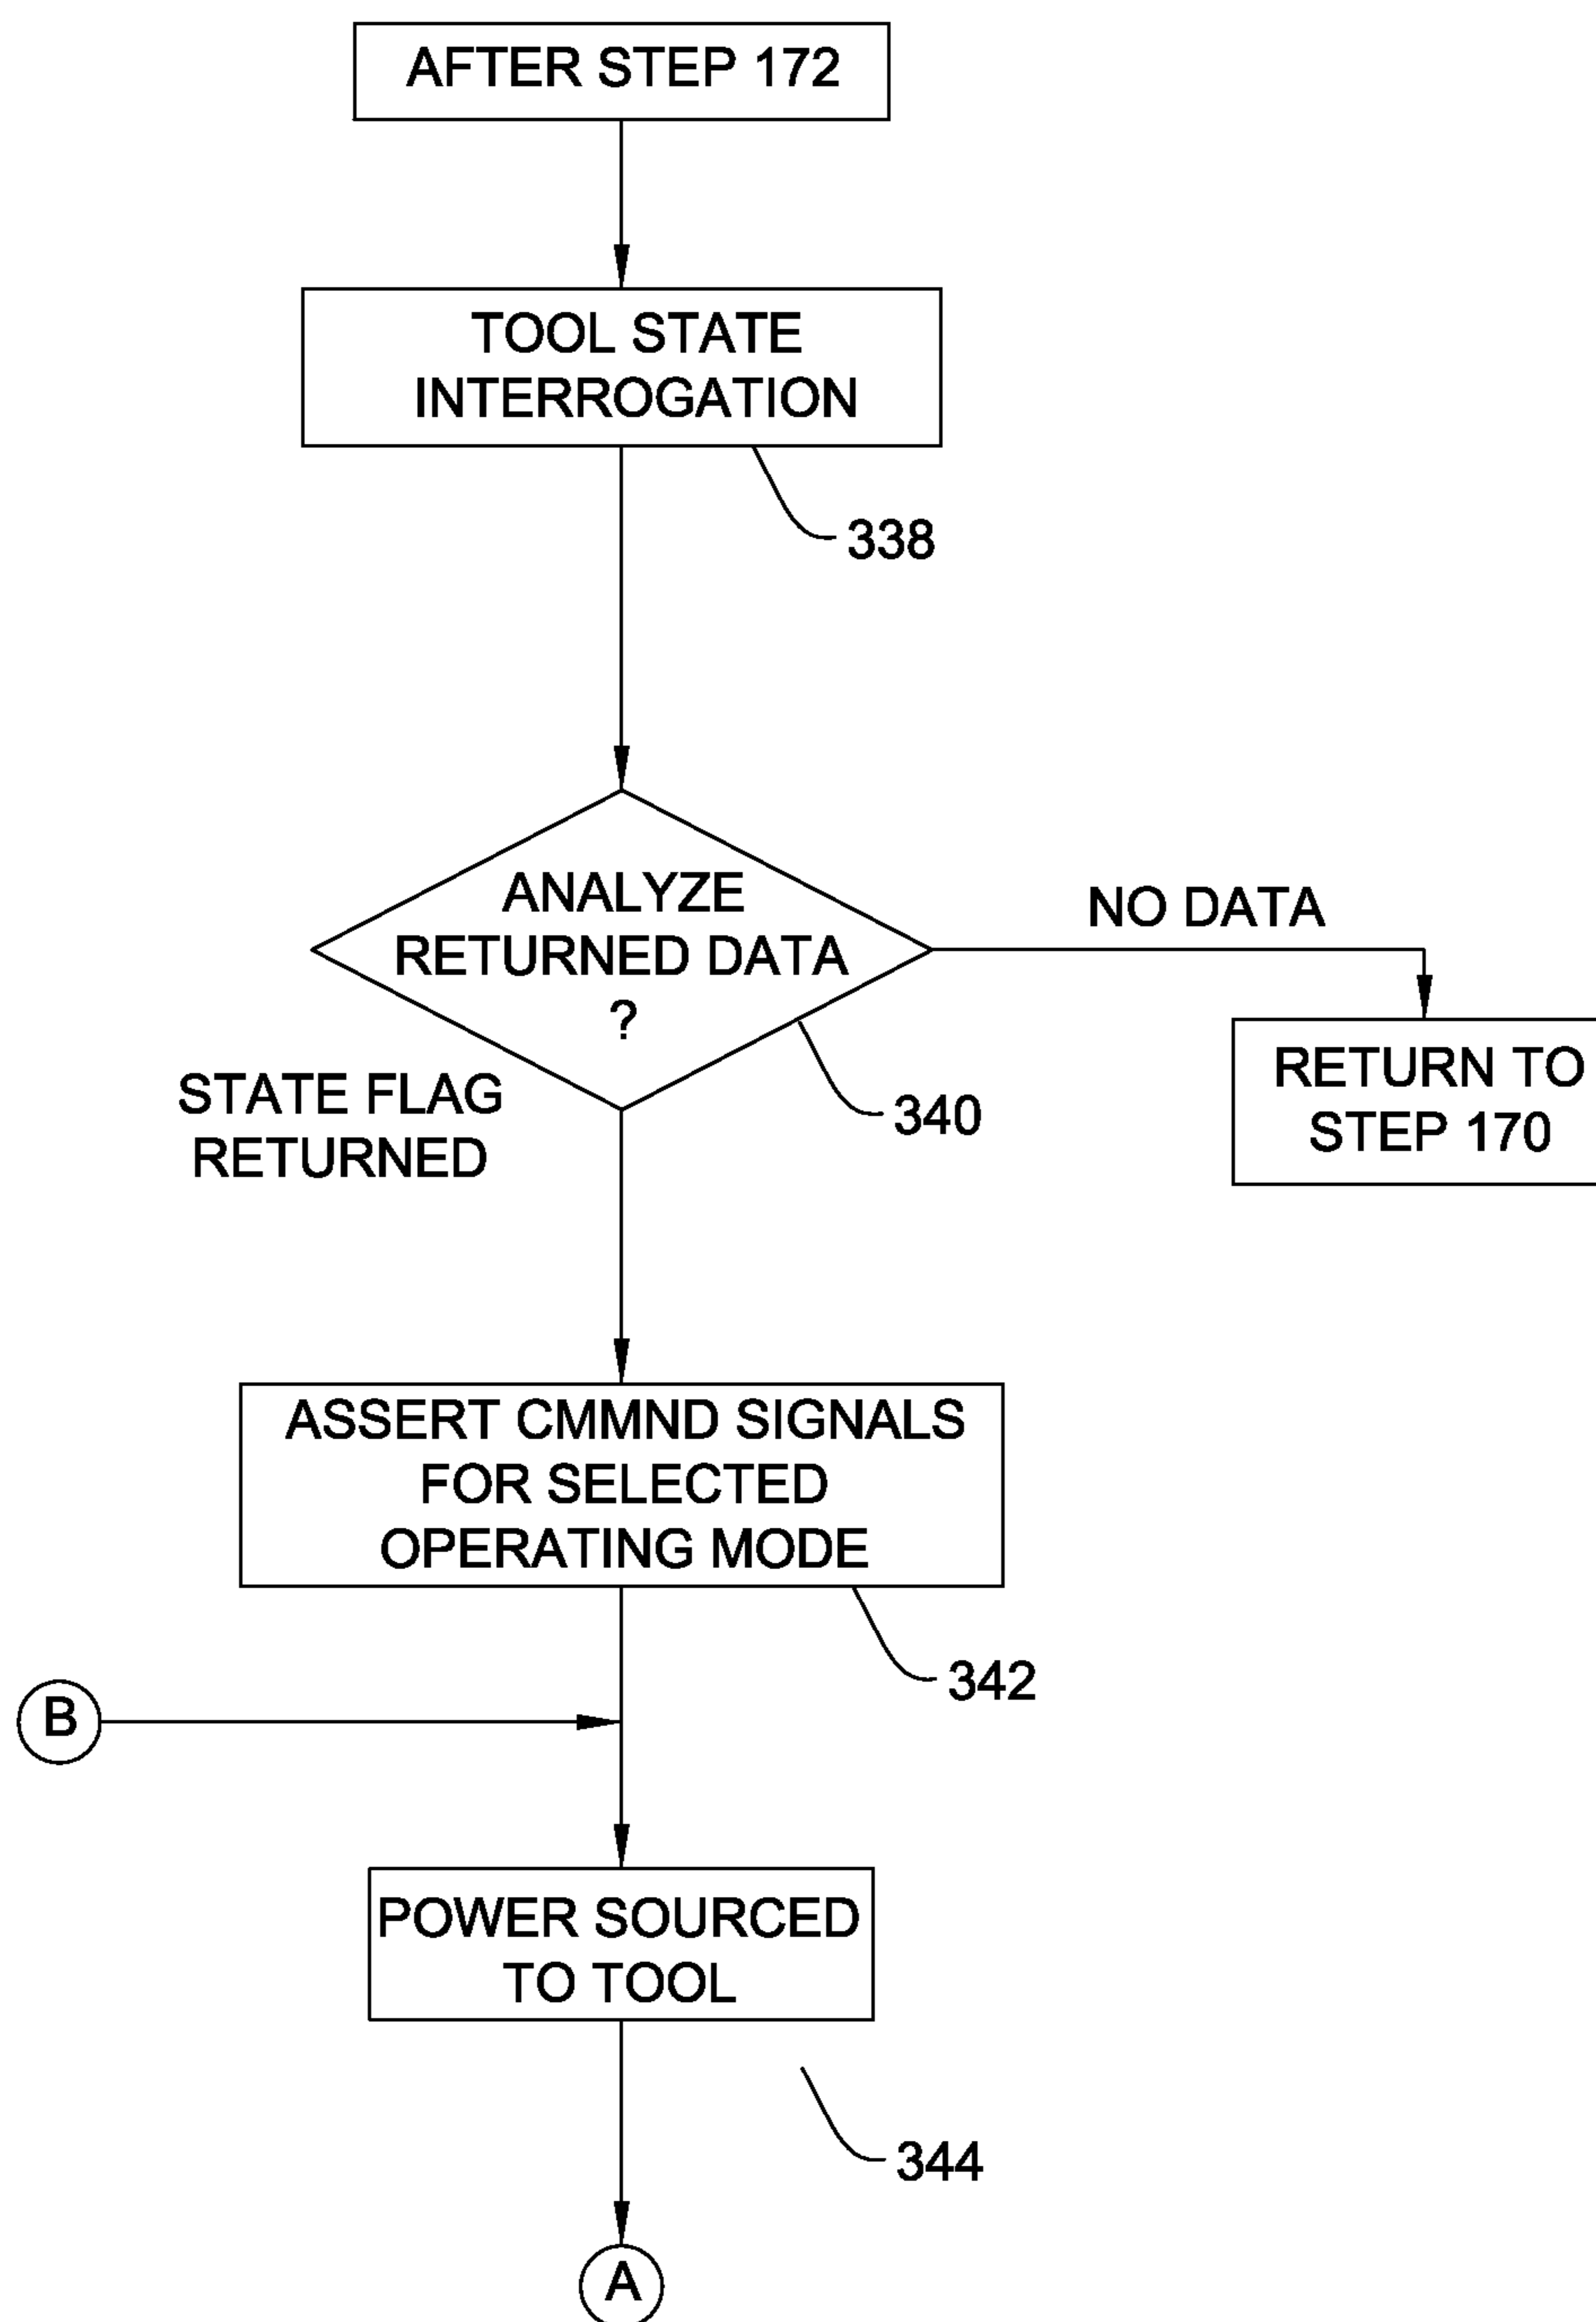 AFTER STEP 172
TOOL STATE
INTERROGATION
338
ANALYZE
RETURNED DATA
?
NO DATA
340
RETURN TO
STEP 170
STATE FLAG
RETURNED
ASSERT CMMND SIGNALS
FOR SELECTED
OPERATING MODE
342
B
POWER SOURCED
TO TOOL
344
A